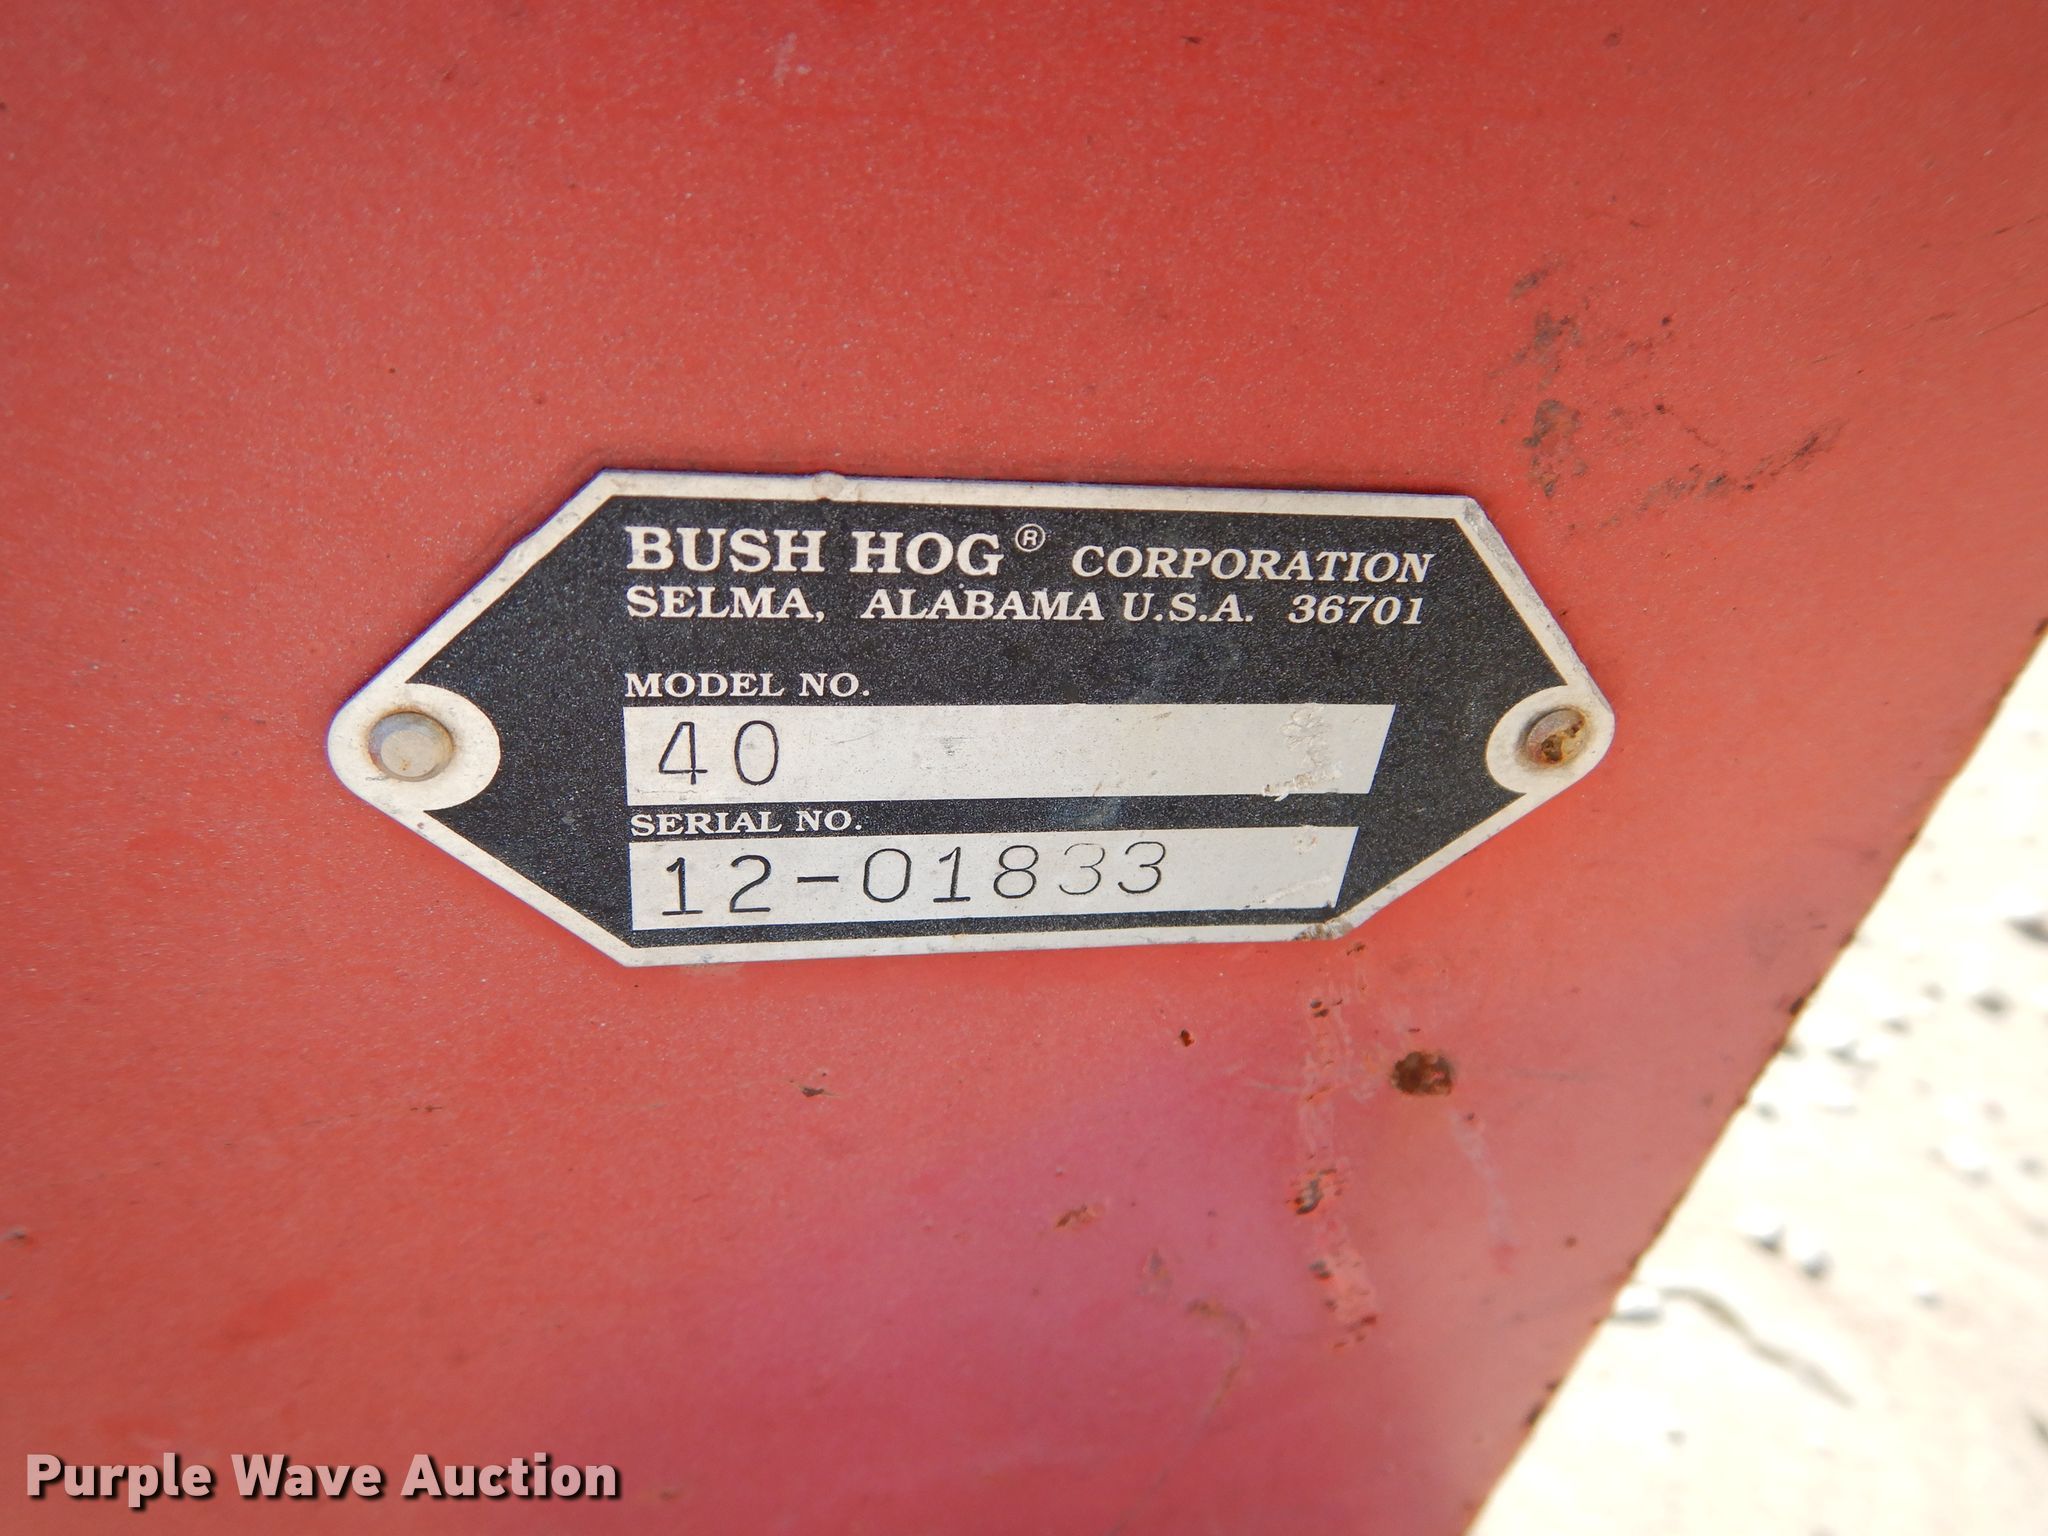 BUSH HOG® CORPORATION
SELMA, ALABAMA U.S.A. 36701
MODEL NO.
40
SERIAL NO.
12-01833
Purple Wave Auction